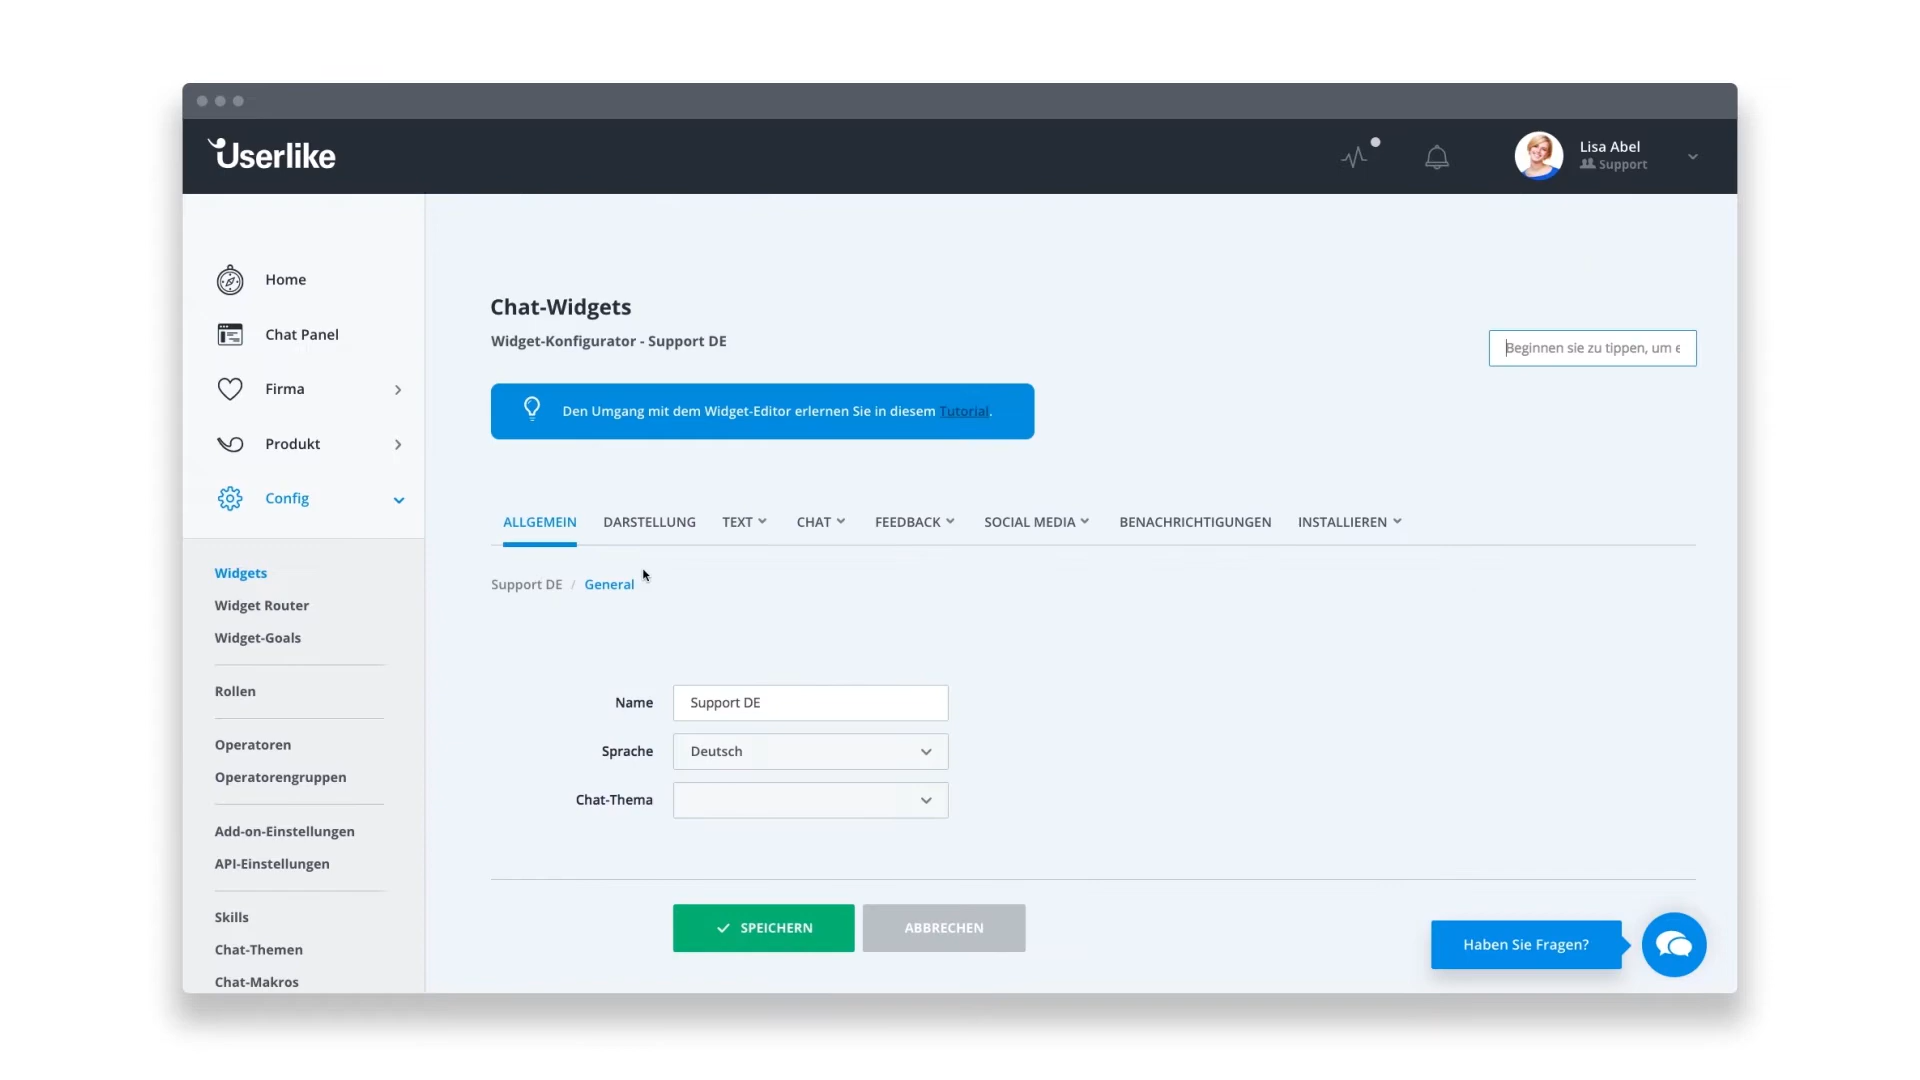 Userlike
Lisa Abel
Support
Home
Chat Panel
Firma
Produkt
Config
Widgets
Widget Router
Widget-Goals
Rollen
Operatoren
Operatorengruppen
Add-on-Einstellungen
API-Einstellungen
Skills
Chat-Themen
Chat-Makros
Chat-Widgets
Widget-Konfigurator - Support DE
Beginnen sie zu tippen, um e
Den Umgang mit dem Widget-Editor erlernen Sie in diesem Tutorial.
ALLGEMEIN DARSTELLUNG TEXT CHAT FEEDBACK SOCIAL MEDIA BENACHRICHTIGUNGEN INSTALLIEREN
Support DE / General
Name Support DE
Sprache Deutsch
Chat-Thema
SPEICHERN ABBRECHEN
Haben Sie Fragen?